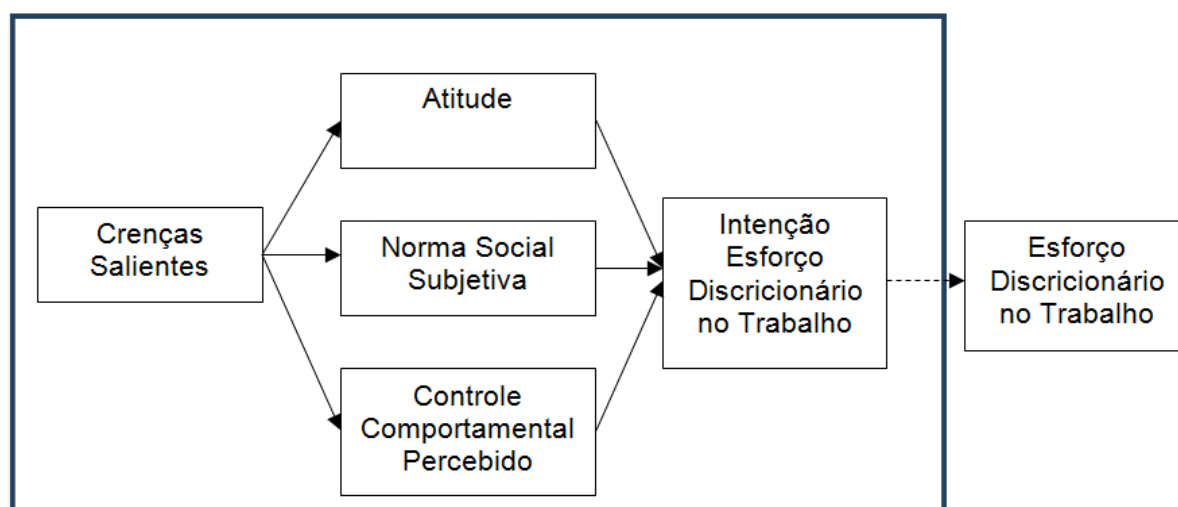 Crenças
Salientes
Atitude
Norma Social
Subjetiva
Controle
Comportamental
Percebido
Intenção
Esforço
Discricionário
no Trabalho
Esforço
Discricionário
no Trabalho